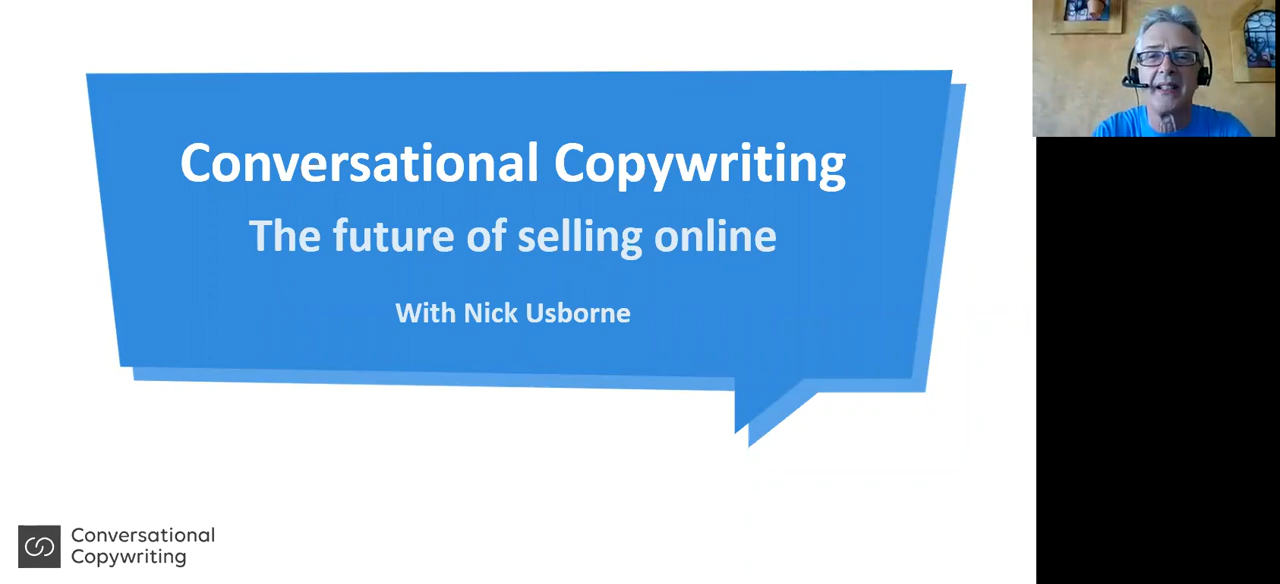 Conversational Copywriting
The future of selling online
With Nick Usborne
Conversational
Copywriting